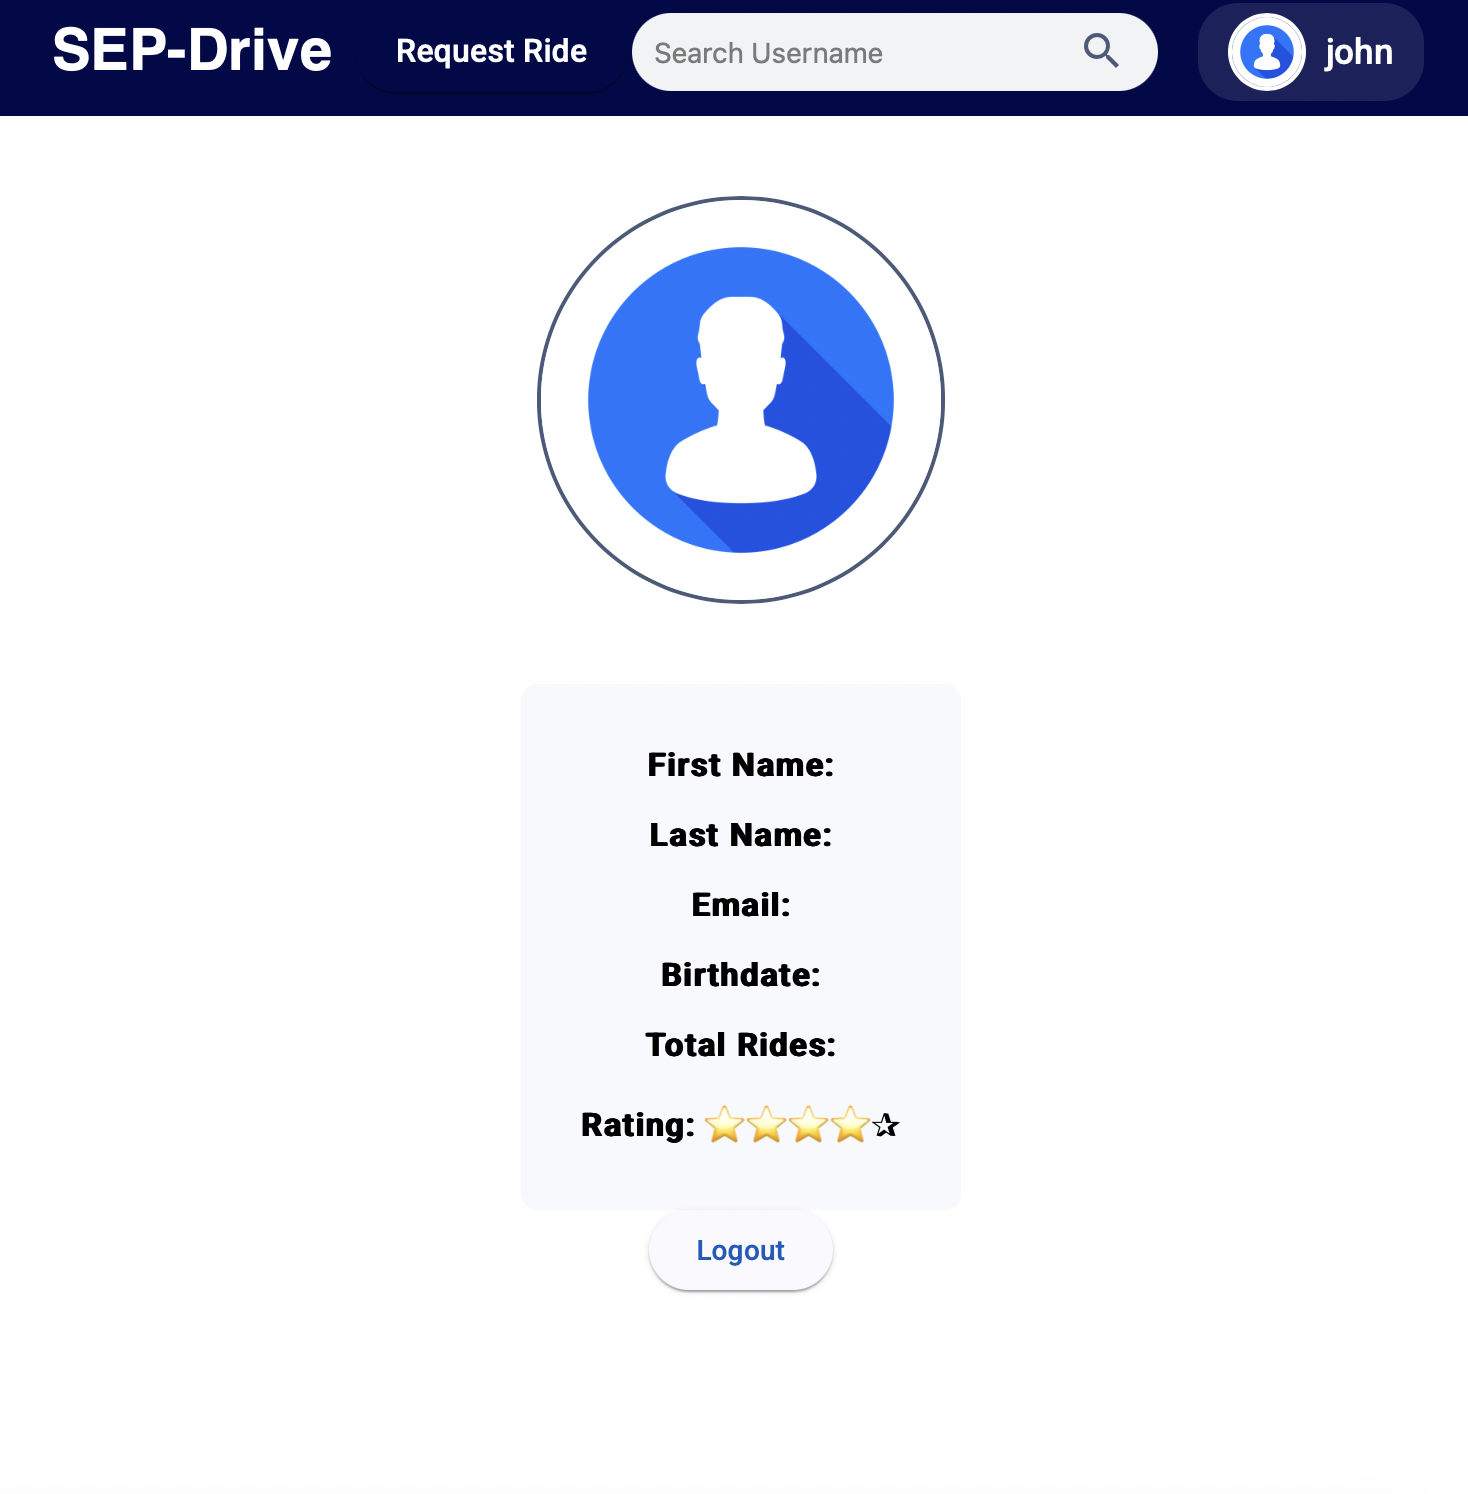 SEP-Drive
Request Ride
Search Username
john
First Name:
Last Name:
Email:
Birthdate:
Total Rides:
Rating: ⭐⭐⭐⭐✰
Logout